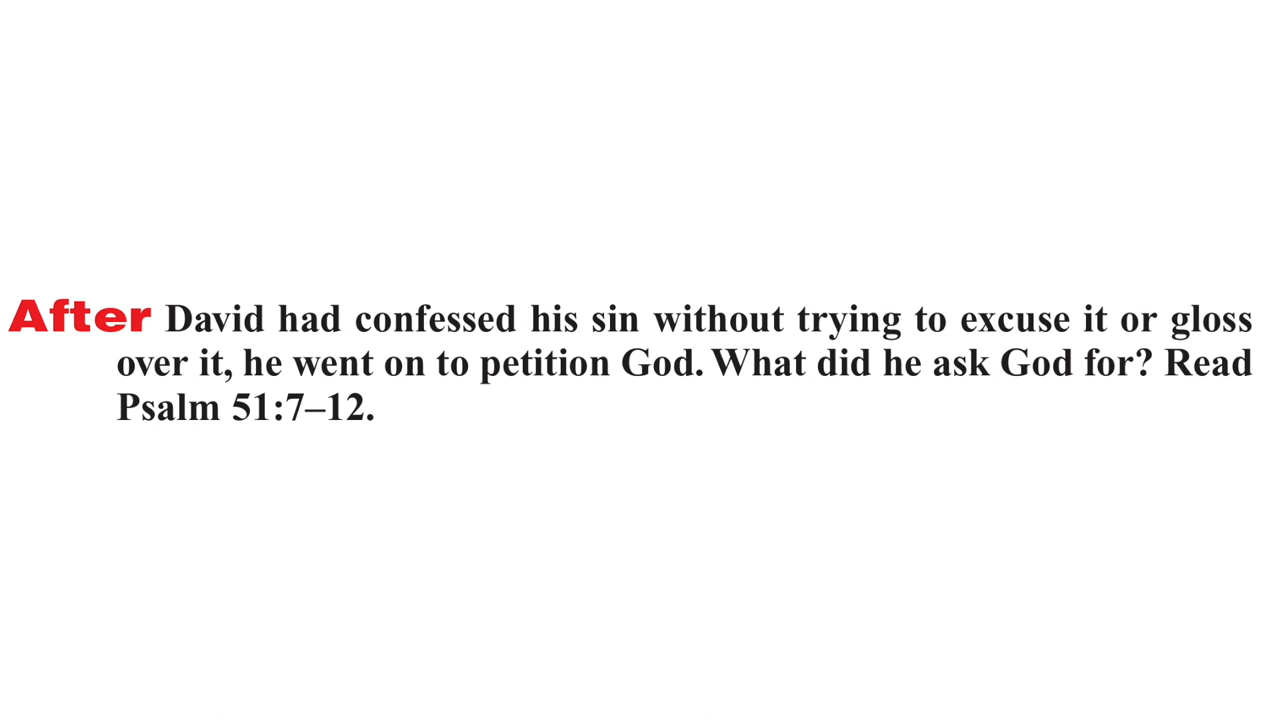 After David had confessed his sin without trying to excuse it or gloss
over it, he went on to petition God. What did he ask God for? Read
Psalm 51:7–12.